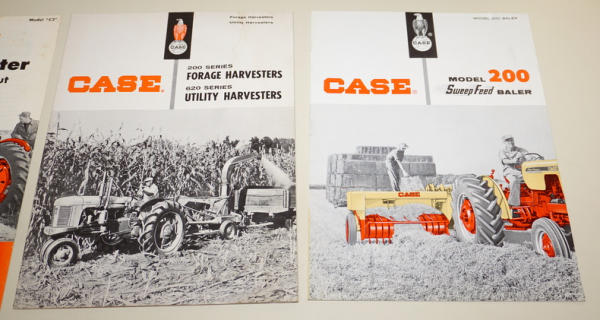 Model "C2"
ter
ut
Forage Harvesters
Utility Harvesters
CASE
CASE
200 SERIES
FORAGE HARVESTERS
620 SERIES
UTILITY HARVESTERS
MODEL 200 BALER
CASE
CASE
MODEL 200
Sweep Feed BALER
CASE